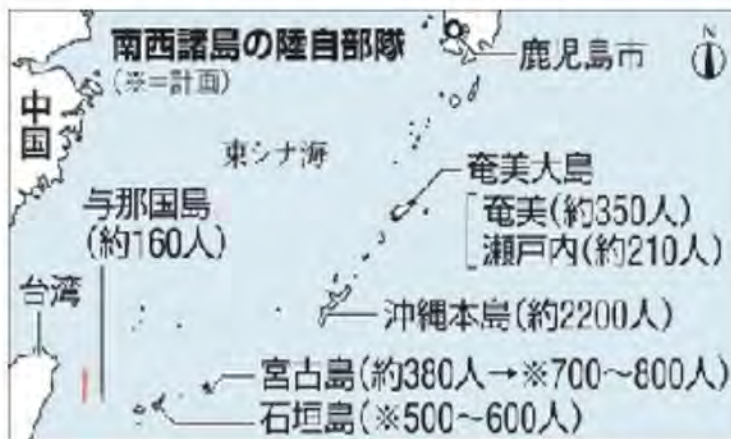 南西諸島の陸自部隊
(※=計画)
鹿児島市
N
中国
東シナ海
奄美大島
奄美(約350人)
瀬戸内(約210人)
与那国島
(約160人)
台湾
沖縄本島(約2200人)
宮古島(約380人→※700〜800人)
石垣島(※500〜600人)